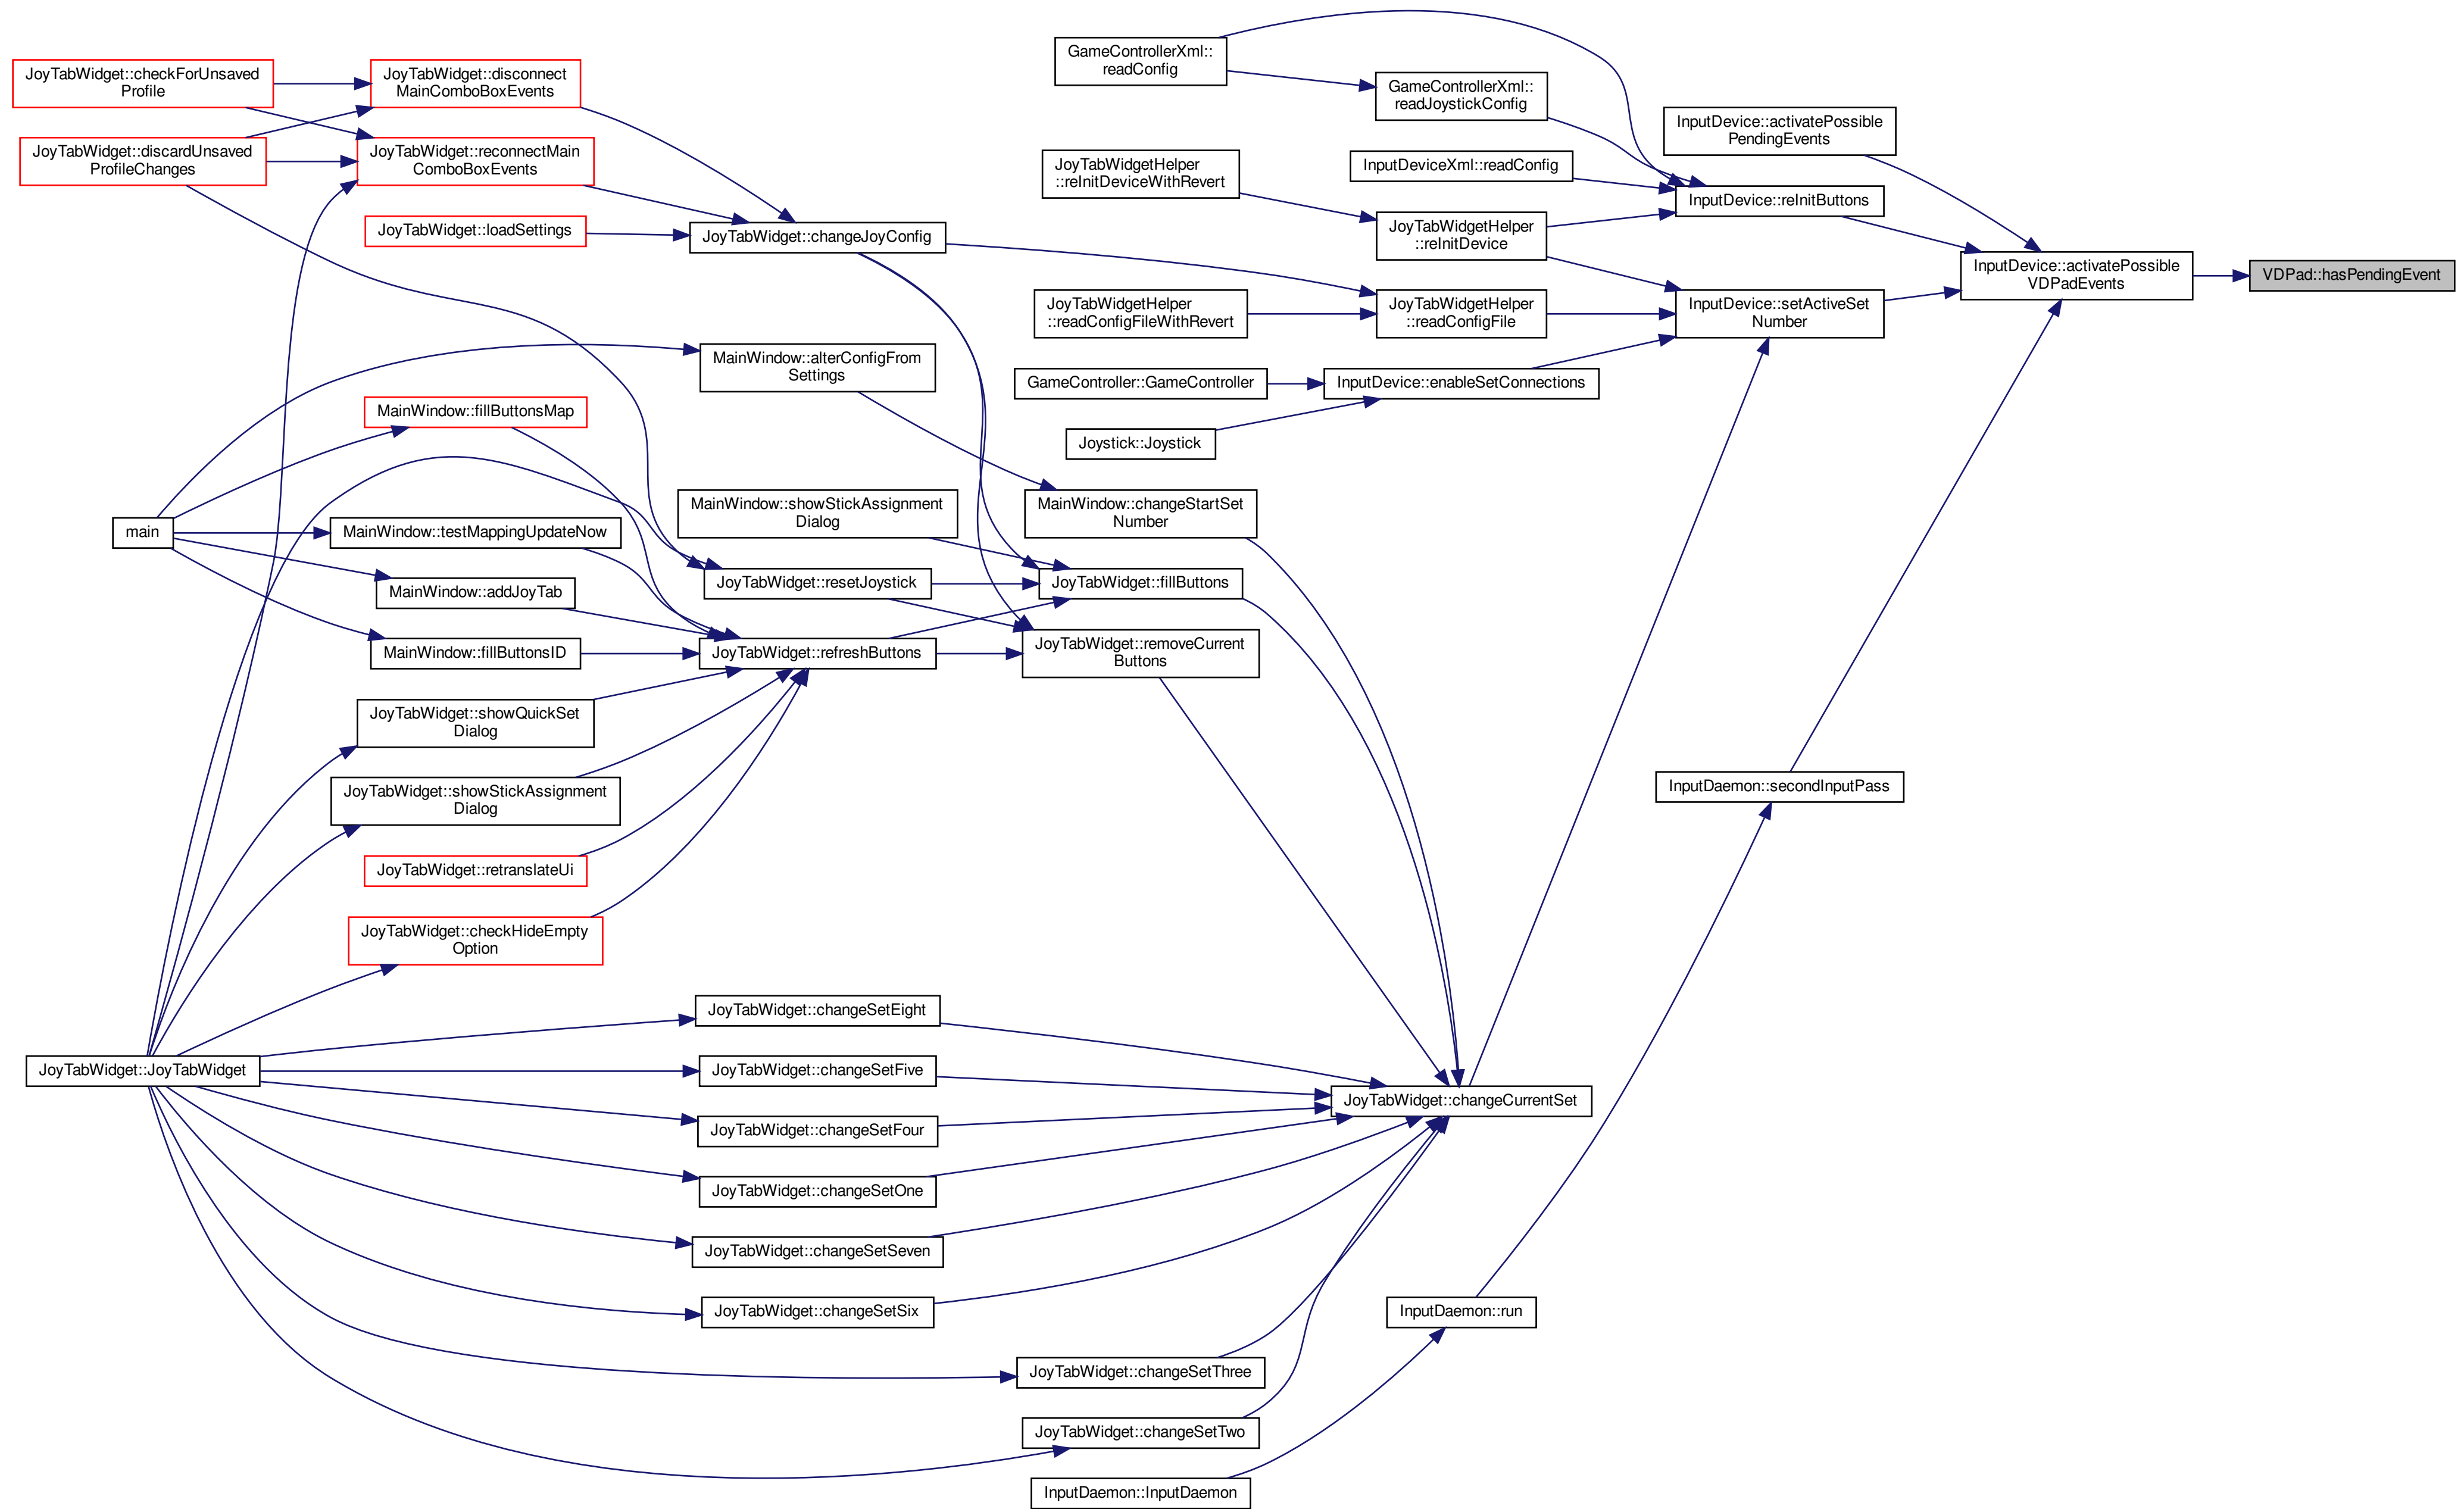 GameControllerXml::
readConfig
JoyTabWidget::checkForUnsaved
Profile
JoyTabWidget::disconnect
MainComboBoxEvents
GameControllerXml::
readJoystickConfig
InputDevice::activatePossible
PendingEvents
JoyTabWidget::discardUnsaved
ProfileChanges
JoyTabWidget::reconnectMain
ComboBoxEvents
JoyTabWidgetHelper
::reInitDeviceWithRevert
InputDeviceXml::readConfig
InputDevice::reInitButtons
JoyTabWidget::loadSettings
JoyTabWidget::changeJoyConfig
JoyTabWidgetHelper
::reInitDevice
InputDevice::activatePossible
VDPadEvents
VDPad::hasPendingEvent
JoyTabWidgetHelper
::readConfigFileWithRevert
JoyTabWidgetHelper
::readConfigFile
InputDevice::setActiveSet
Number
MainWindow::alterConfigFrom
Settings
GameController::GameController
InputDevice::enableSetConnections
MainWindow::fillButtonsMap
Joystick::Joystick
MainWindow::showStickAssignment
Dialog
MainWindow::changeStartSet
Number
main
MainWindow::testMappingUpdateNow
MainWindow::addJoyTab
JoyTabWidget::resetJoystick
JoyTabWidget::fillButtons
MainWindow::fillButtonsID
JoyTabWidget::refreshButtons
JoyTabWidget::removeCurrent
Buttons
JoyTabWidget::showQuickSet
Dialog
JoyTabWidget::showStickAssignment
Dialog
InputDaemon::secondInputPass
JoyTabWidget::retranslateUi
JoyTabWidget::checkHideEmpty
Option
JoyTabWidget::changeSetEight
JoyTabWidget::JoyTabWidget
JoyTabWidget::changeSetFive
JoyTabWidget::changeCurrentSet
JoyTabWidget::changeSetFour
JoyTabWidget::changeSetOne
JoyTabWidget::changeSetSeven
JoyTabWidget::changeSetSix
InputDaemon::run
JoyTabWidget::changeSetThree
JoyTabWidget::changeSetTwo
InputDaemon::InputDaemon